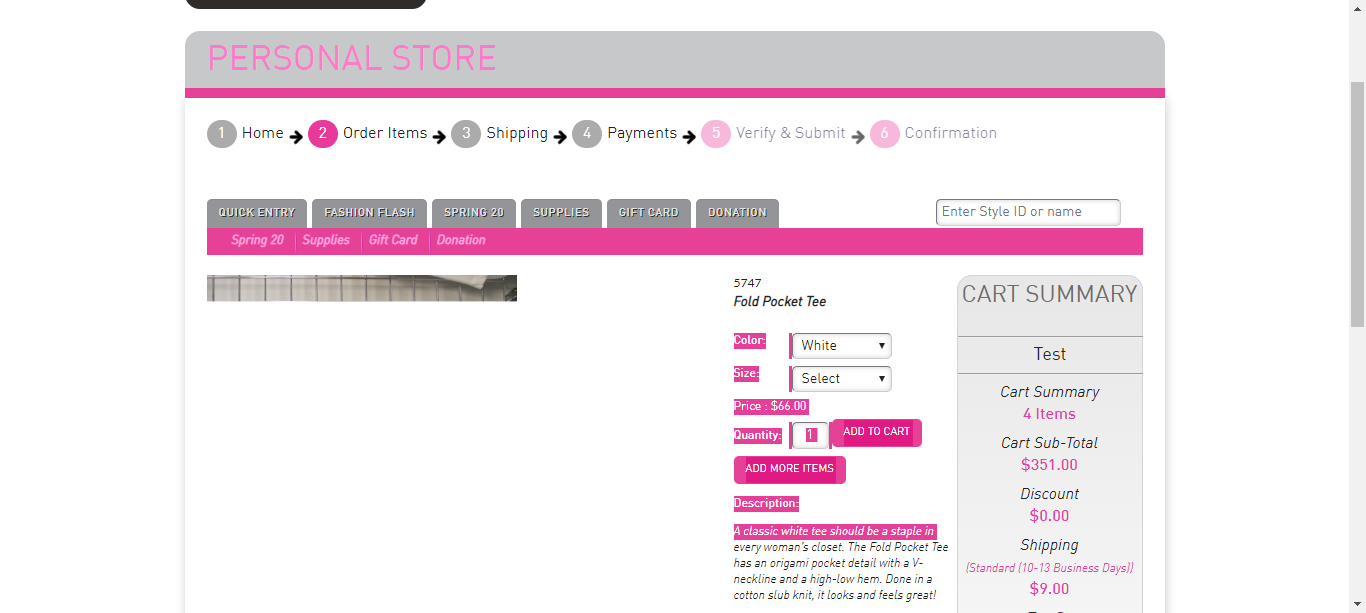 PERSONAL STORE
1 Home 2 Order Items 3 Shipping 4 Payments 5 Verify & Submit 6 Confirmation
QUICK ENTRY FASHION FLASH SPRING 20 SUPPLIES GIFT CARD DONATION Enter Style ID or name
Spring 20 Supplies Gift Card Donation
5747
Fold Pocket Tee
Color: White
Size: Select
Price : $66.00
Quantity: 1 ADD TO CART
ADD MORE ITEMS
Description:
A classic white tee should be a staple in
every woman's closet. The Fold Pocket Tee
has an origami pocket detail with a V-
neckline and a high-low hem. Done in a
cotton slub knit, it looks and feels great!
CART SUMMARY
Test
Cart Summary
4 Items
Cart Sub-Total
$351.00
Discount
$0.00
Shipping
(Standard (10-13 Business Days))
$9.00